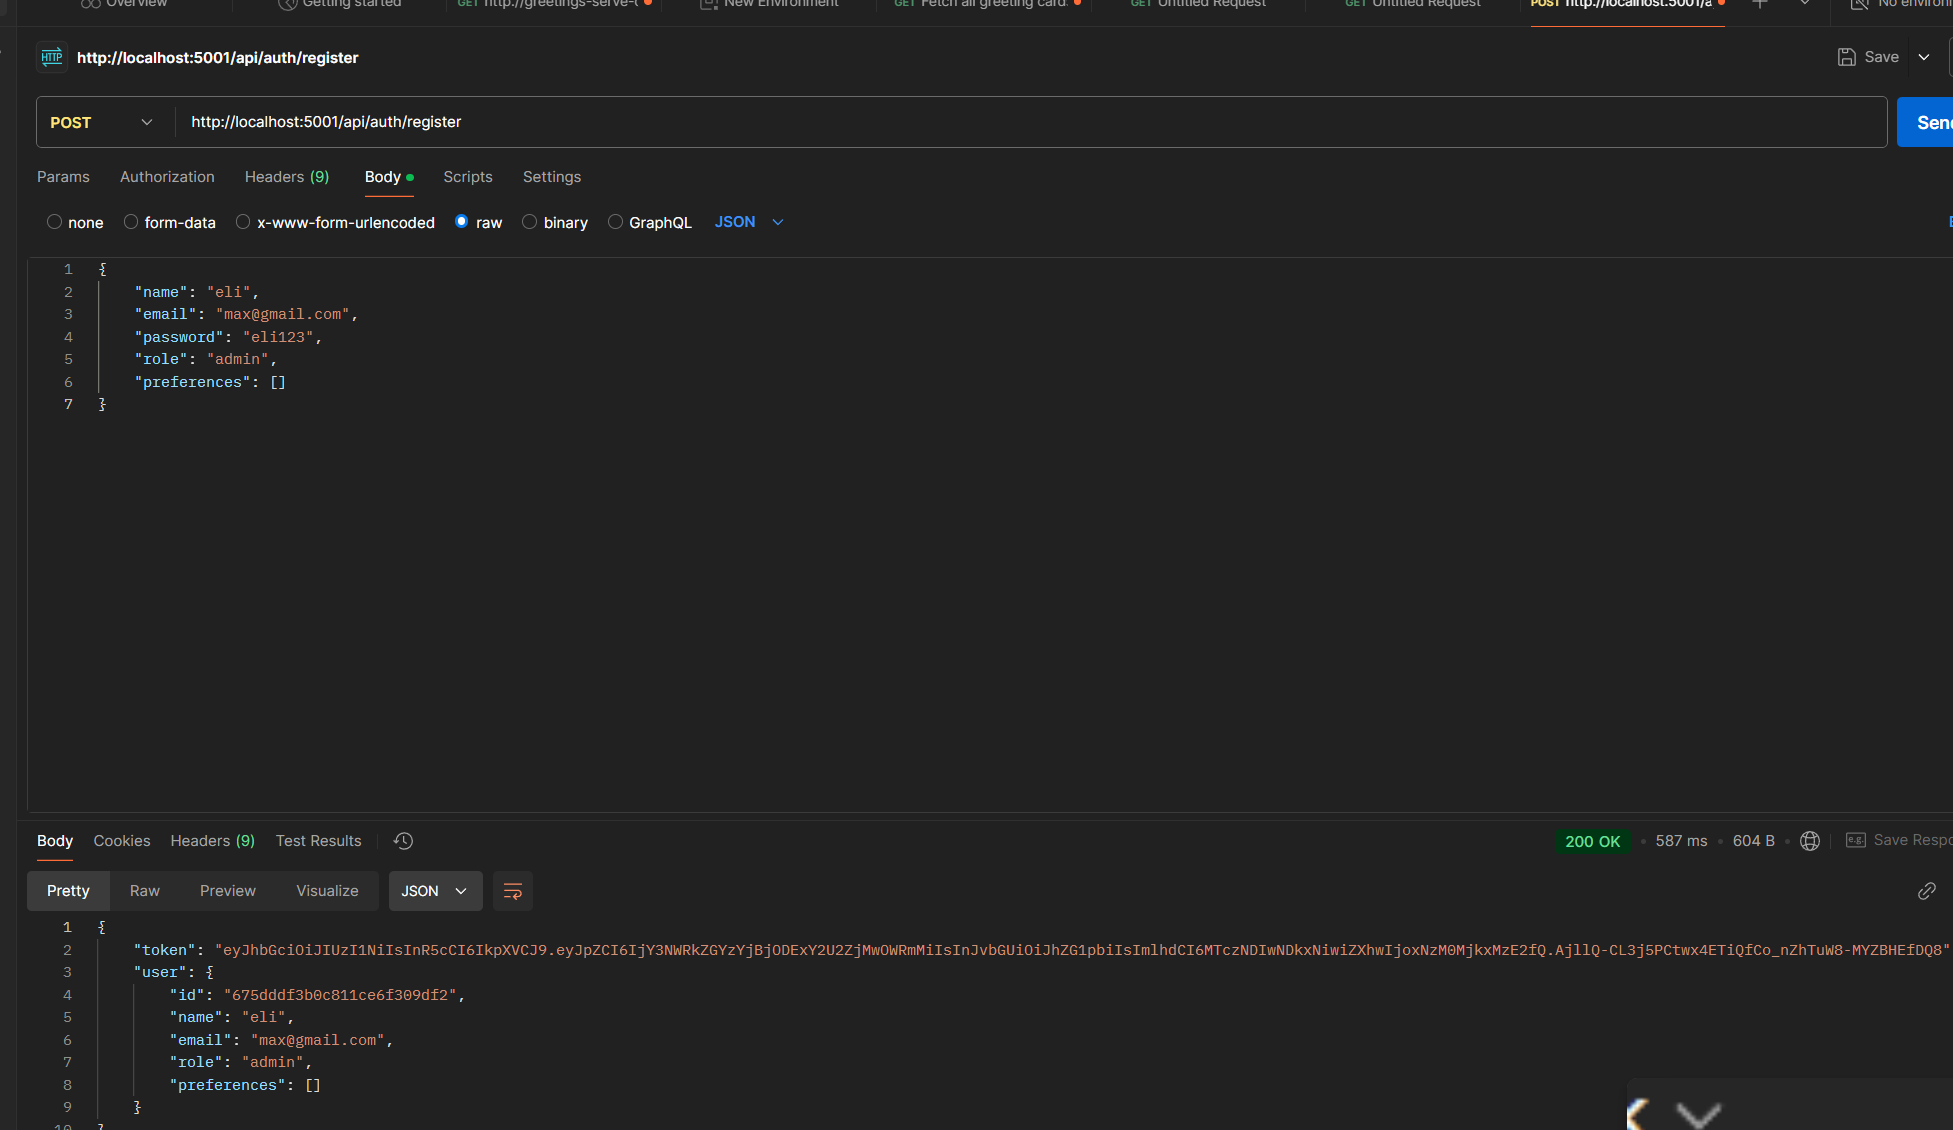 Overview Getting started GET http://greetings-serve- New Environment GET Fetch all greeting card GET Untitled Request GET Untitled Request POST http://localhost:5001/a No environ
HTTP http://localhost:5001/api/auth/register Save
POST http://localhost:5001/api/auth/register Send
Params Authorization Headers (9) Body Scripts Settings
none form-data x-www-form-urlencoded raw binary GraphQL JSON
1 {
2 "name": "eli",
3 "email": "max@gmail.com",
4 "password": "eli123",
5 "role": "admin",
6 "preferences": []
7 }
Body Cookies Headers (9) Test Results 200 OK 587 ms 604 B e.g. Save Respo
Pretty Raw Preview Visualize JSON
1 {
2 "token": "eyJhbGciOiJIUzI1NiIsInR5cCI6IkpXVCJ9.eyJpZCI6IjY3NWRkZGYzYjBjODExY2U2ZjMwOWRmMiIsInJvbGUiOiJhZG1pbiIsImlhdCI6MTczNDIwNDkxNiwiZXhwIjoxNzM0MjkxMzE2fQ.AjllQ-CL3j5PCtwx4ETiQfCo_nZhTuW8-MYZBHEfDQ8"
3 "user": {
4 "id": "675dddf3b0c811ce6f309df2",
5 "name": "eli",
6 "email": "max@gmail.com",
7 "role": "admin",
8 "preferences": []
9 }
10 }